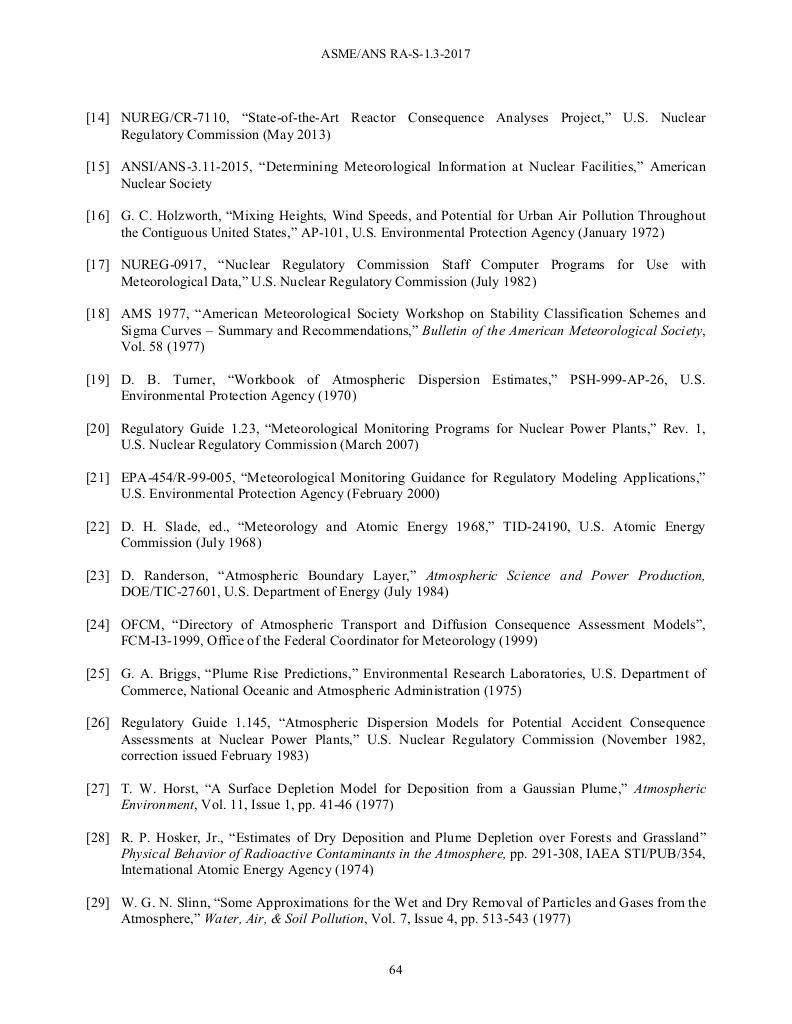 ASME/ANS RA-S-1.3-2017
[14] NUREG/CR-7110, “State-of-the-Art Reactor Consequence Analyses Project,” U.S. Nuclear
Regulatory Commission (May 2013)
[15] ANSI/ANS-3.11-2015, “Determining Meteorological Information at Nuclear Facilities,” American
Nuclear Society
[16] G. C. Holzworth, “Mixing Heights, Wind Speeds, and Potential for Urban Air Pollution Throughout
the Contiguous United States,” AP-101, U.S. Environmental Protection Agency (January 1972)
[17] NUREG-0917, “Nuclear Regulatory Commission Staff Computer Programs for Use with
Meteorological Data,” U.S. Nuclear Regulatory Commission (July 1982)
[18] AMS 1977, “American Meteorological Society Workshop on Stability Classification Schemes and
Sigma Curves – Summary and Recommendations,” Bulletin of the American Meteorological Society,
Vol. 58 (1977)
[19] D. B. Turner, “Workbook of Atmospheric Dispersion Estimates,” PSH-999-AP-26, U.S.
Environmental Protection Agency (1970)
[20] Regulatory Guide 1.23, “Meteorological Monitoring Programs for Nuclear Power Plants,” Rev. 1,
U.S. Nuclear Regulatory Commission (March 2007)
[21] EPA-454/R-99-005, “Meteorological Monitoring Guidance for Regulatory Modeling Applications,”
U.S. Environmental Protection Agency (February 2000)
[22] D. H. Slade, ed., “Meteorology and Atomic Energy 1968,” TID-24190, U.S. Atomic Energy
Commission (July 1968)
[23] D. Randerson, “Atmospheric Boundary Layer,” Atmospheric Science and Power Production,
DOE/TIC-27601, U.S. Department of Energy (July 1984)
[24] OFCM, “Directory of Atmospheric Transport and Diffusion Consequence Assessment Models”,
FCM-I3-1999, Office of the Federal Coordinator for Meteorology (1999)
[25] G. A. Briggs, “Plume Rise Predictions,” Environmental Research Laboratories, U.S. Department of
Commerce, National Oceanic and Atmospheric Administration (1975)
[26] Regulatory Guide 1.145, “Atmospheric Dispersion Models for Potential Accident Consequence
Assessments at Nuclear Power Plants,” U.S. Nuclear Regulatory Commission (November 1982,
correction issued February 1983)
[27] T. W. Horst, “A Surface Depletion Model for Deposition from a Gaussian Plume,” Atmospheric
Environment, Vol. 11, Issue 1, pp. 41-46 (1977)
[28] R. P. Hosker, Jr., “Estimates of Dry Deposition and Plume Depletion over Forests and Grassland”
Physical Behavior of Radioactive Contaminants in the Atmosphere, pp. 291-308, IAEA STI/PUB/354,
International Atomic Energy Agency (1974)
[29] W. G. N. Slinn, “Some Approximations for the Wet and Dry Removal of Particles and Gases from the
Atmosphere,” Water, Air, & Soil Pollution, Vol. 7, Issue 4, pp. 513-543 (1977)
64